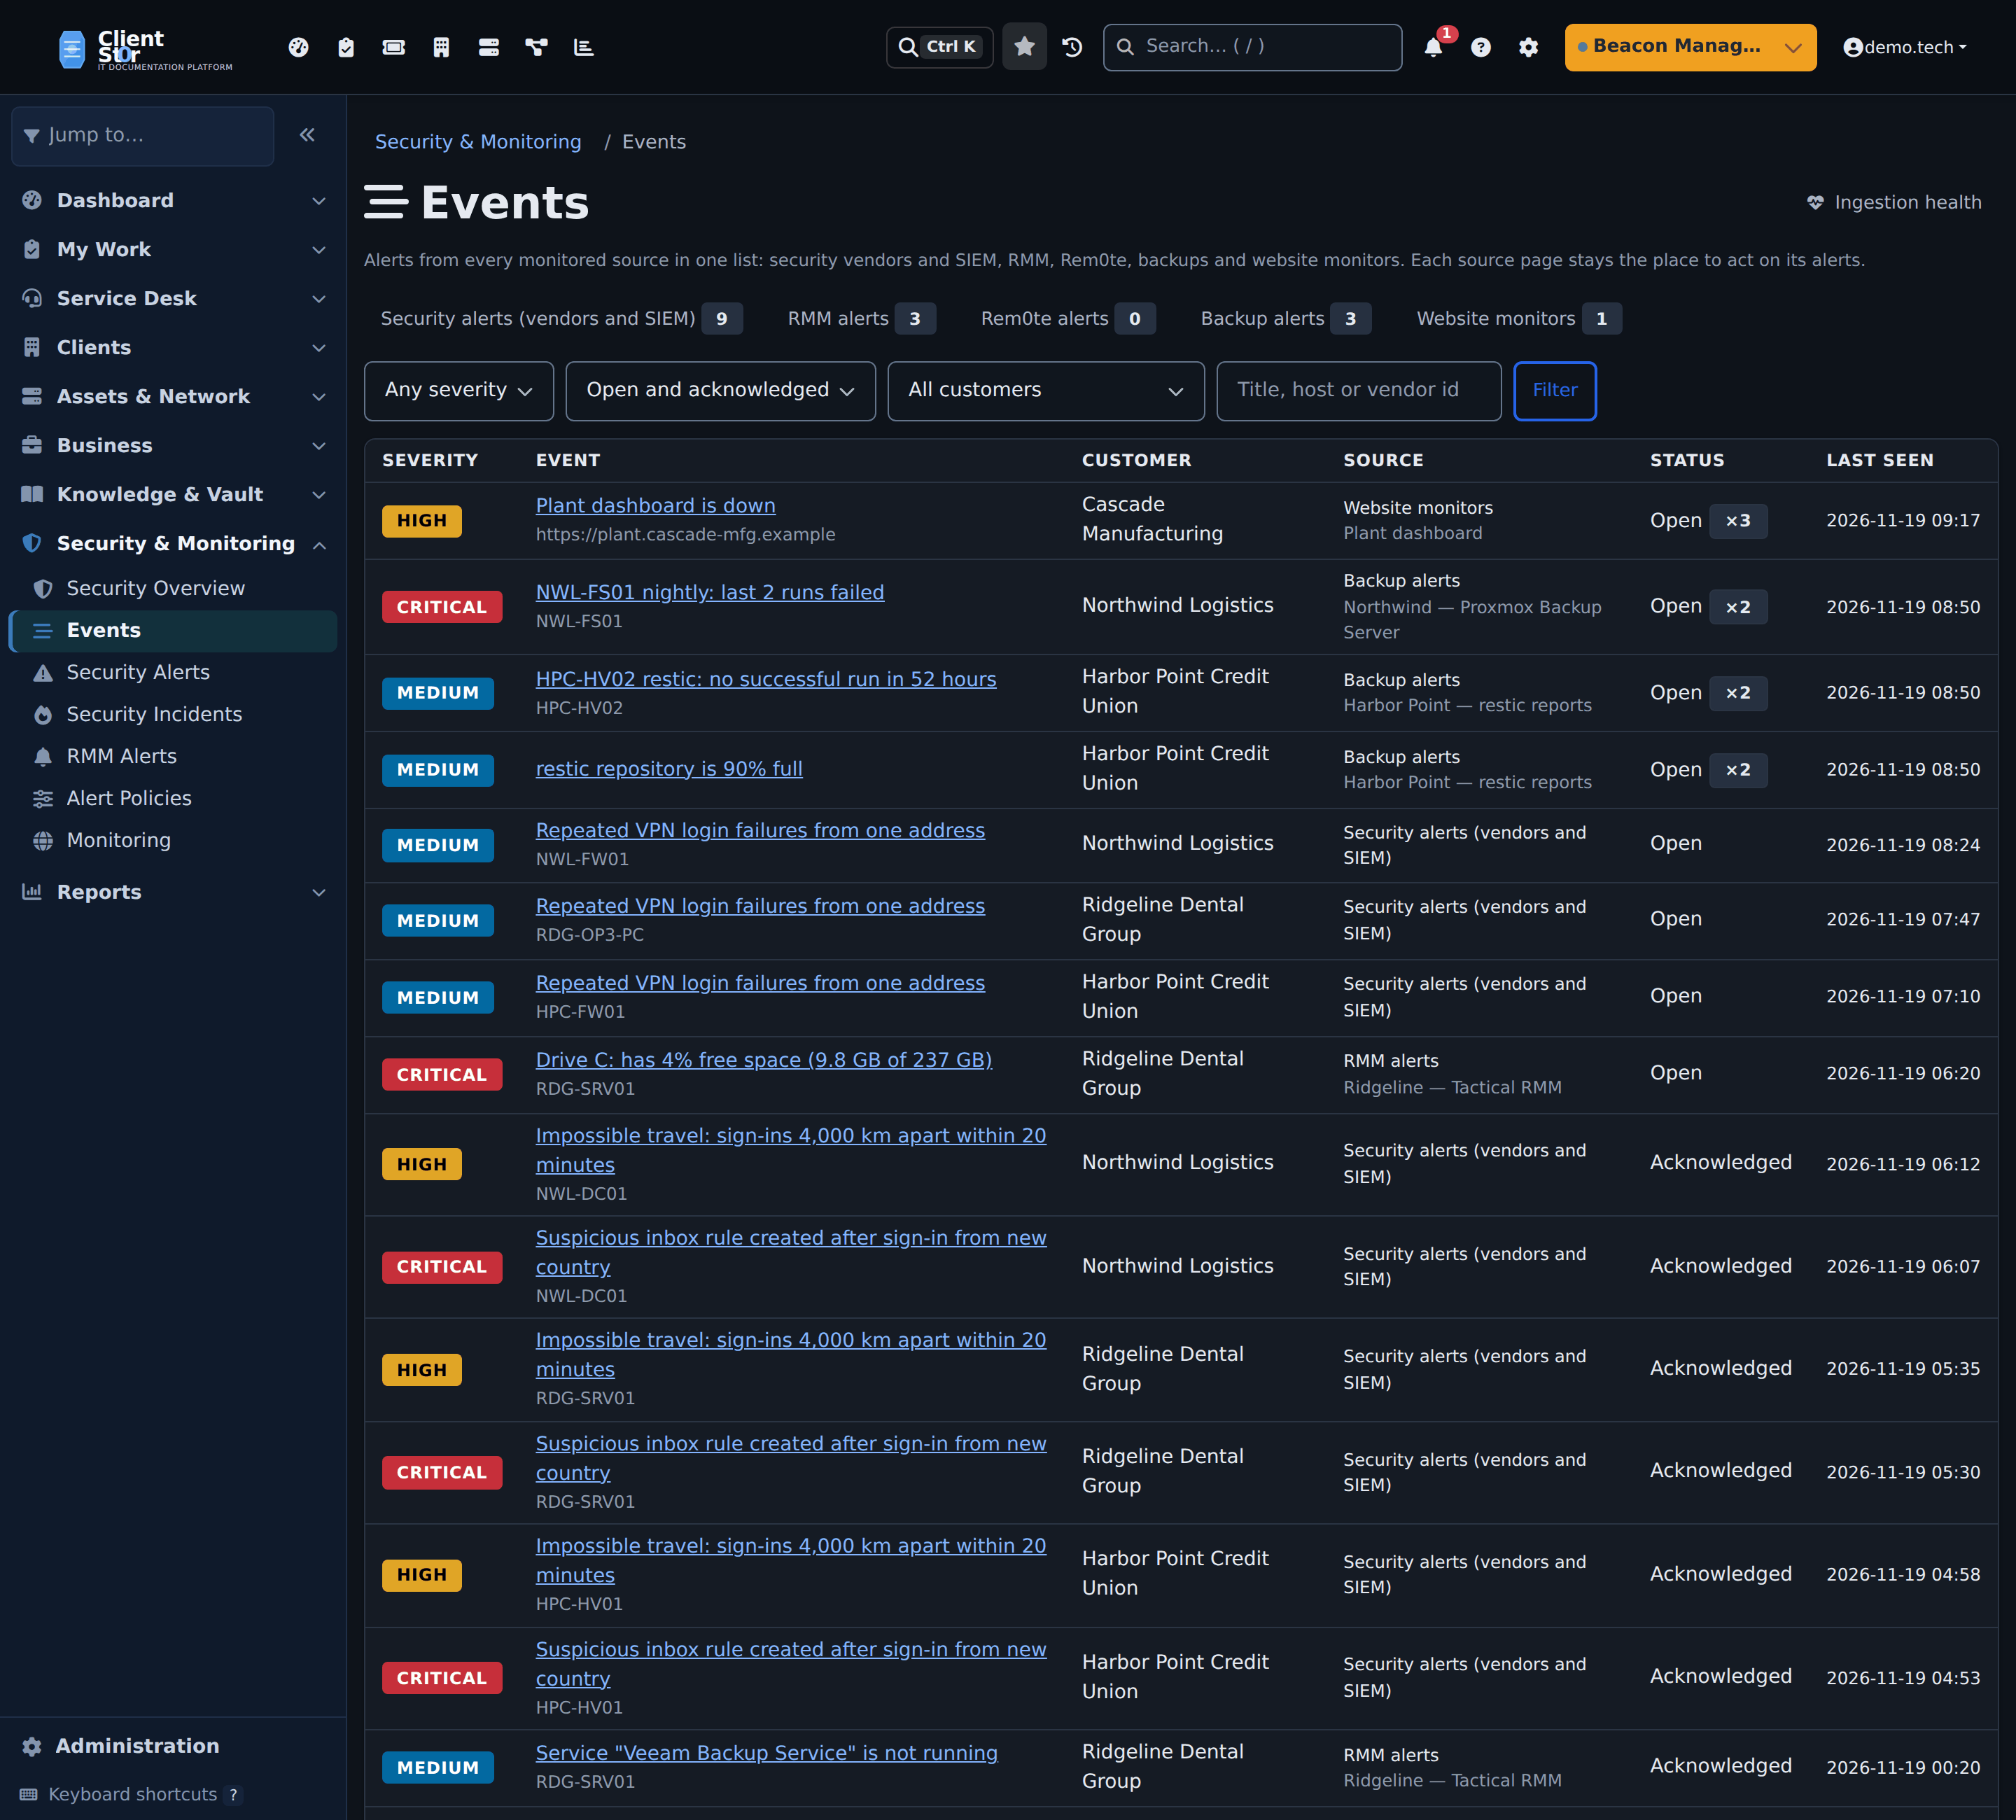 Client
St0r
IT DOCUMENTATION PLATFORM
Ctrl K
Search... ( / )
1
Beacon Manag...
demo.tech
Jump to...
Dashboard
My Work
Service Desk
Clients
Assets & Network
Business
Knowledge & Vault
Security & Monitoring
Security Overview
Events
Security Alerts
Security Incidents
RMM Alerts
Alert Policies
Monitoring
Reports
Administration
Keyboard shortcuts ?
Security & Monitoring / Events
Events
Ingestion health
Alerts from every monitored source in one list: security vendors and SIEM, RMM, Rem0te, backups and website monitors. Each source page stays the place to act on its alerts.
Security alerts (vendors and SIEM) 9 RMM alerts 3 Rem0te alerts 0 Backup alerts 3 Website monitors 1
Any severity Open and acknowledged All customers Title, host or vendor id Filter
SEVERITY EVENT CUSTOMER SOURCE STATUS LAST SEEN
HIGH Plant dashboard is down Cascade Website monitors Open ×3 2026-11-19 09:17
https://plant.cascade-mfg.example Manufacturing Plant dashboard
CRITICAL NWL-FS01 nightly: last 2 runs failed Northwind Logistics Backup alerts Open ×2 2026-11-19 08:50
NWL-FS01 Northwind — Proxmox Backup
Server
MEDIUM HPC-HV02 restic: no successful run in 52 hours Harbor Point Credit Backup alerts Open ×2 2026-11-19 08:50
HPC-HV02 Union Harbor Point — restic reports
MEDIUM restic repository is 90% full Harbor Point Credit Backup alerts Open ×2 2026-11-19 08:50
Union Harbor Point — restic reports
MEDIUM Repeated VPN login failures from one address Northwind Logistics Security alerts (vendors and Open 2026-11-19 08:24
NWL-FW01 SIEM)
MEDIUM Repeated VPN login failures from one address Ridgeline Dental Security alerts (vendors and Open 2026-11-19 07:47
RDG-OP3-PC Group SIEM)
MEDIUM Repeated VPN login failures from one address Harbor Point Credit Security alerts (vendors and Open 2026-11-19 07:10
HPC-FW01 Union SIEM)
CRITICAL Drive C: has 4% free space (9.8 GB of 237 GB) Ridgeline Dental RMM alerts Open 2026-11-19 06:20
RDG-SRV01 Group Ridgeline — Tactical RMM
HIGH Impossible travel: sign-ins 4,000 km apart within 20 Northwind Logistics Security alerts (vendors and Acknowledged 2026-11-19 06:12
minutes SIEM)
NWL-DC01
CRITICAL Suspicious inbox rule created after sign-in from new Northwind Logistics Security alerts (vendors and Acknowledged 2026-11-19 06:07
country SIEM)
NWL-DC01
HIGH Impossible travel: sign-ins 4,000 km apart within 20 Ridgeline Dental Security alerts (vendors and Acknowledged 2026-11-19 05:35
minutes Group SIEM)
RDG-SRV01
CRITICAL Suspicious inbox rule created after sign-in from new Ridgeline Dental Security alerts (vendors and Acknowledged 2026-11-19 05:30
country Group SIEM)
RDG-SRV01
HIGH Impossible travel: sign-ins 4,000 km apart within 20 Harbor Point Credit Security alerts (vendors and Acknowledged 2026-11-19 04:58
minutes Union SIEM)
HPC-HV01
CRITICAL Suspicious inbox rule created after sign-in from new Harbor Point Credit Security alerts (vendors and Acknowledged 2026-11-19 04:53
country Union SIEM)
HPC-HV01
MEDIUM Service "Veeam Backup Service" is not running Ridgeline Dental RMM alerts Acknowledged 2026-11-19 00:20
RDG-SRV01 Group Ridgeline — Tactical RMM